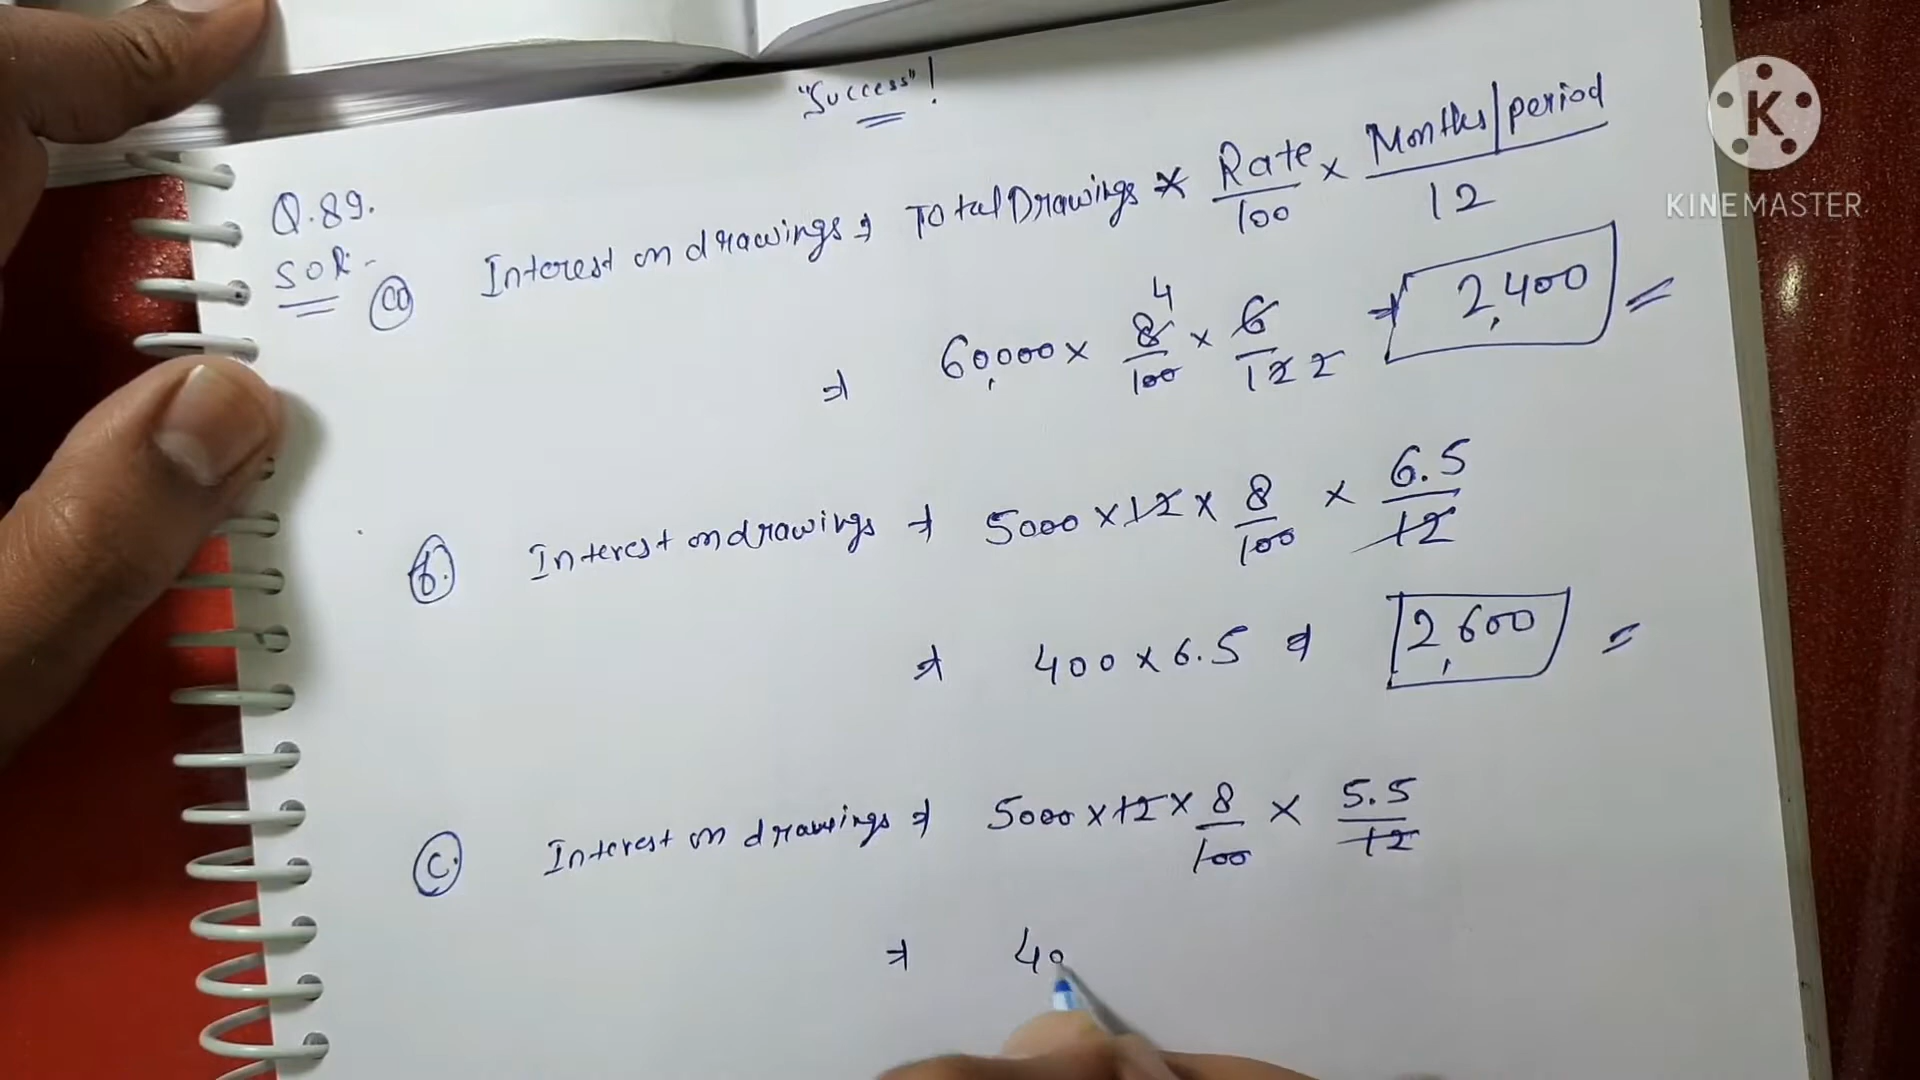 "Success"!
Q.89.
SOL-
(a) Interest on drawings ⇒ Total Drawings × Rate/100 × Months/period/12
⇒ 60,000 × 8/100 × 6/12 ⇒ 2,400 =
4
2
(b.) Interest on drawings ⇒ 5000 × 12 × 8/100 × 6.5/12
⇒ 400 × 6.5 ⇒ 2,600 =
(C.) Interest on drawings ⇒ 5000 × 12 × 8/100 × 5.5/12
⇒ 40
K
KINEMASTER